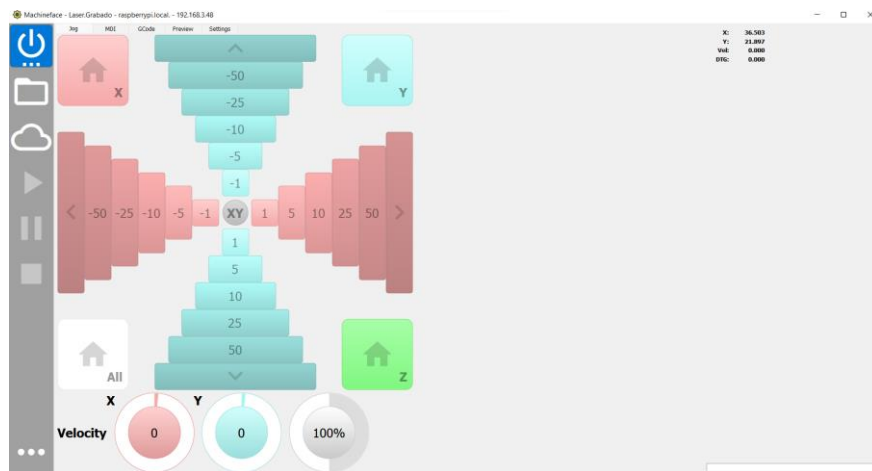 Machineface - Laser.Grabado - raspberrypi.local. - 192.168.3.48
Jog MDI GCode Preview Settings
X: 36.503
Y: 21.897
Vel: 0.000
DTG: 0.000
X
Y
-50
-25
-10
-5
-1
-50 -25 -10 -5 -1 XY 1 5 10 25 50
1
5
10
25
50
All
Z
X Y
Velocity 0 0 100%